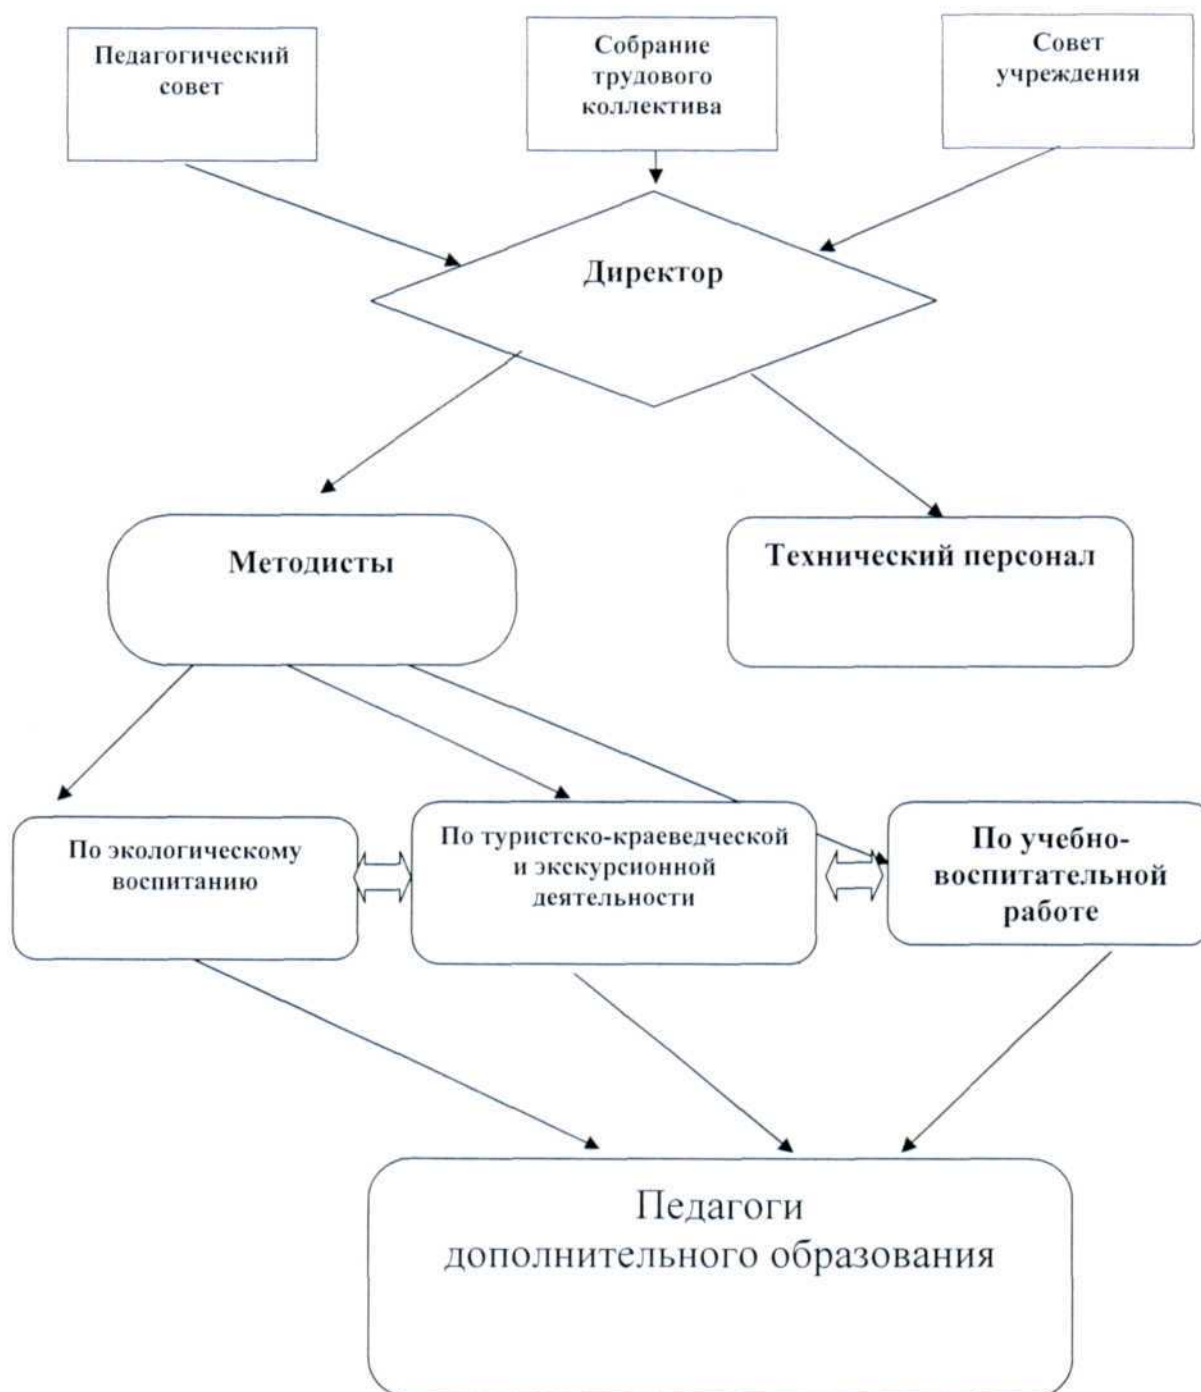 Педагогический
совет
Собрание
трудового
коллектива
Совет
учреждения
Директор
Методисты
Технический персонал
По экологическому
воспитанию
По туристско-краеведческой
и экскурсионной
деятельности
По учебно-
воспитательной
работе
Педагоги
дополнительного образования